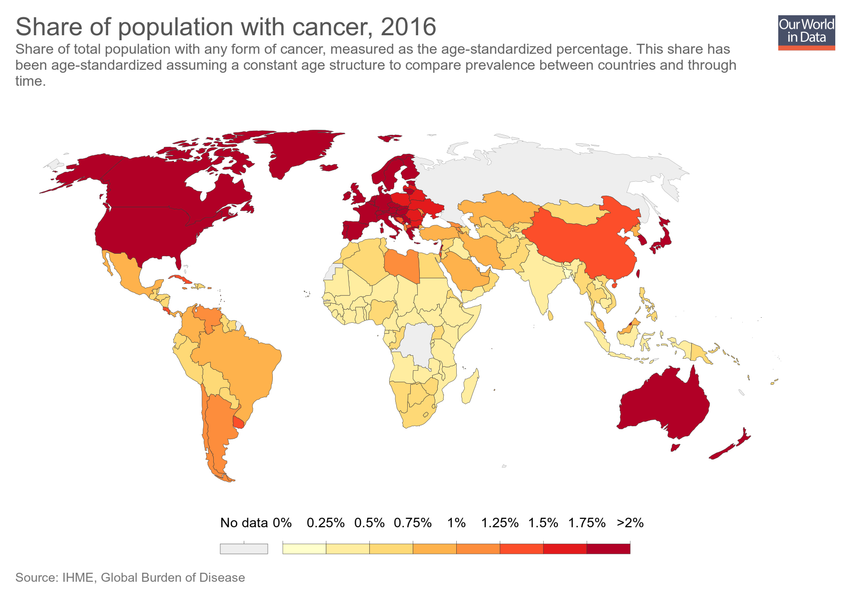 Share of population with cancer, 2016
Our World
in Data
Share of total population with any form of cancer, measured as the age-standardized percentage. This share has
been age-standardized assuming a constant age structure to compare prevalence between countries and through
time.
No data 0% 0.25% 0.5% 0.75% 1% 1.25% 1.5% 1.75% >2%
Source: IHME, Global Burden of Disease